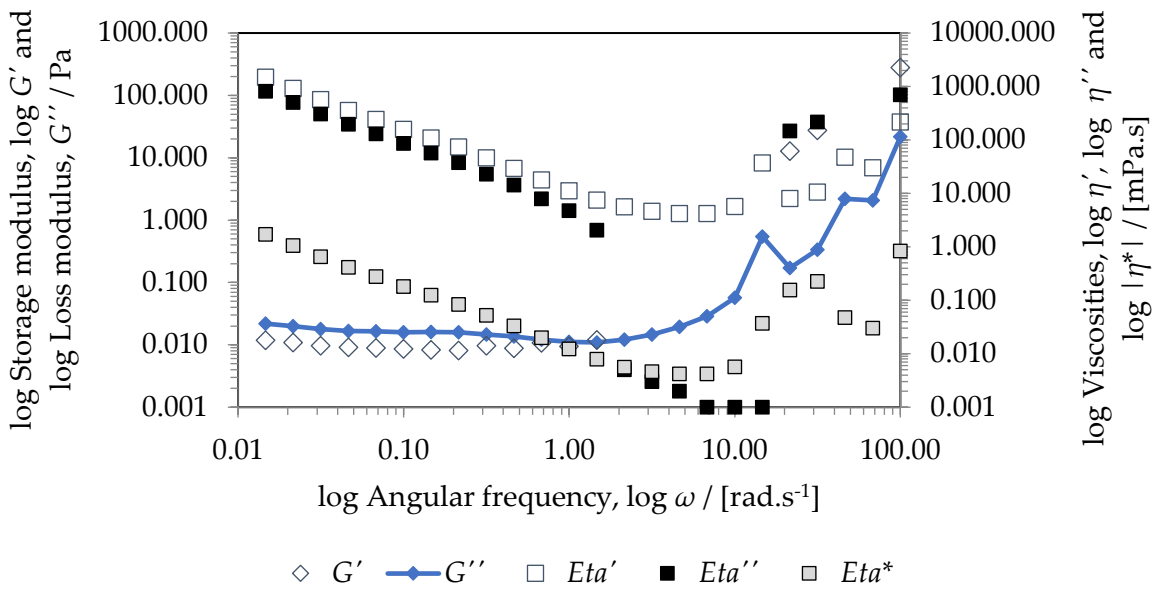 log Storage modulus, log G′ and
log Loss modulus, G′′ / Pa
1000.000
100.000
10.000
1.000
0.100
0.010
0.001
10000.000
1000.000
100.000
10.000
1.000
0.100
0.010
0.001
log Viscosities, log η′, log η′′ and
log |η*| / [mPa.s]
0.01
0.10
1.00
10.00
100.00
log Angular frequency, log ω / [rad.s-1]
G′
G′′
Eta′
Eta′′
Eta*